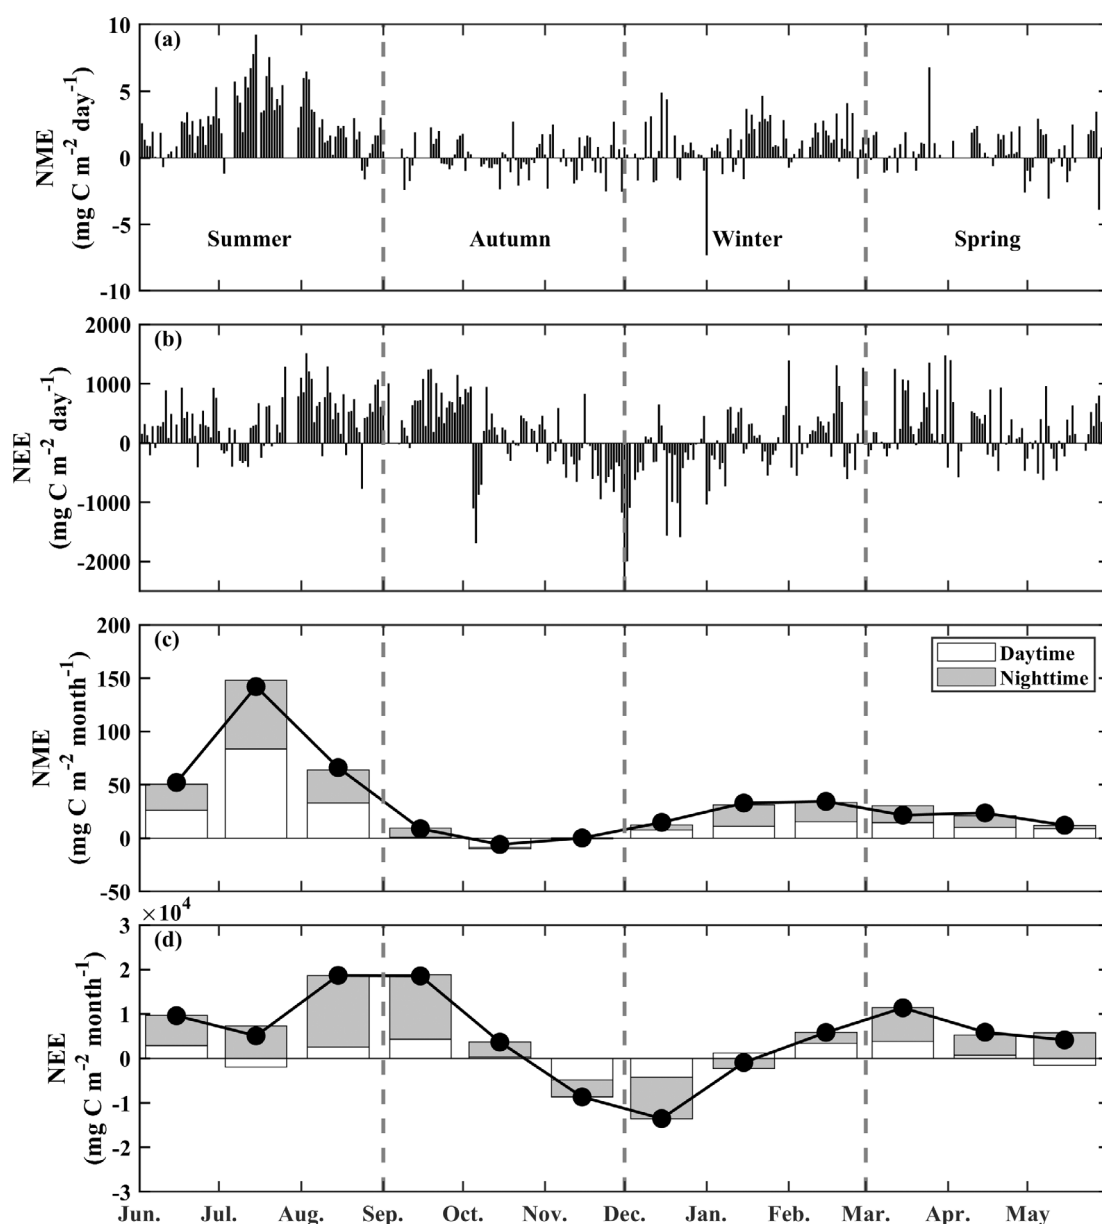 (a)
10
5
0
-5
-10
NME
(mg C m⁻² day⁻¹)
Summer Autumn Winter Spring
(b)
2000
1000
0
-1000
-2000
NEE
(mg C m⁻² day⁻¹)
(c)
200
150
100
50
0
-50
NME
(mg C m⁻² month⁻¹)
Daytime
Nighttime
×10⁴
(d)
3
2
1
0
-1
-2
-3
NEE
(mg C m⁻² month⁻¹)
Jun. Jul. Aug. Sep. Oct. Nov. Dec. Jan. Feb. Mar. Apr. May